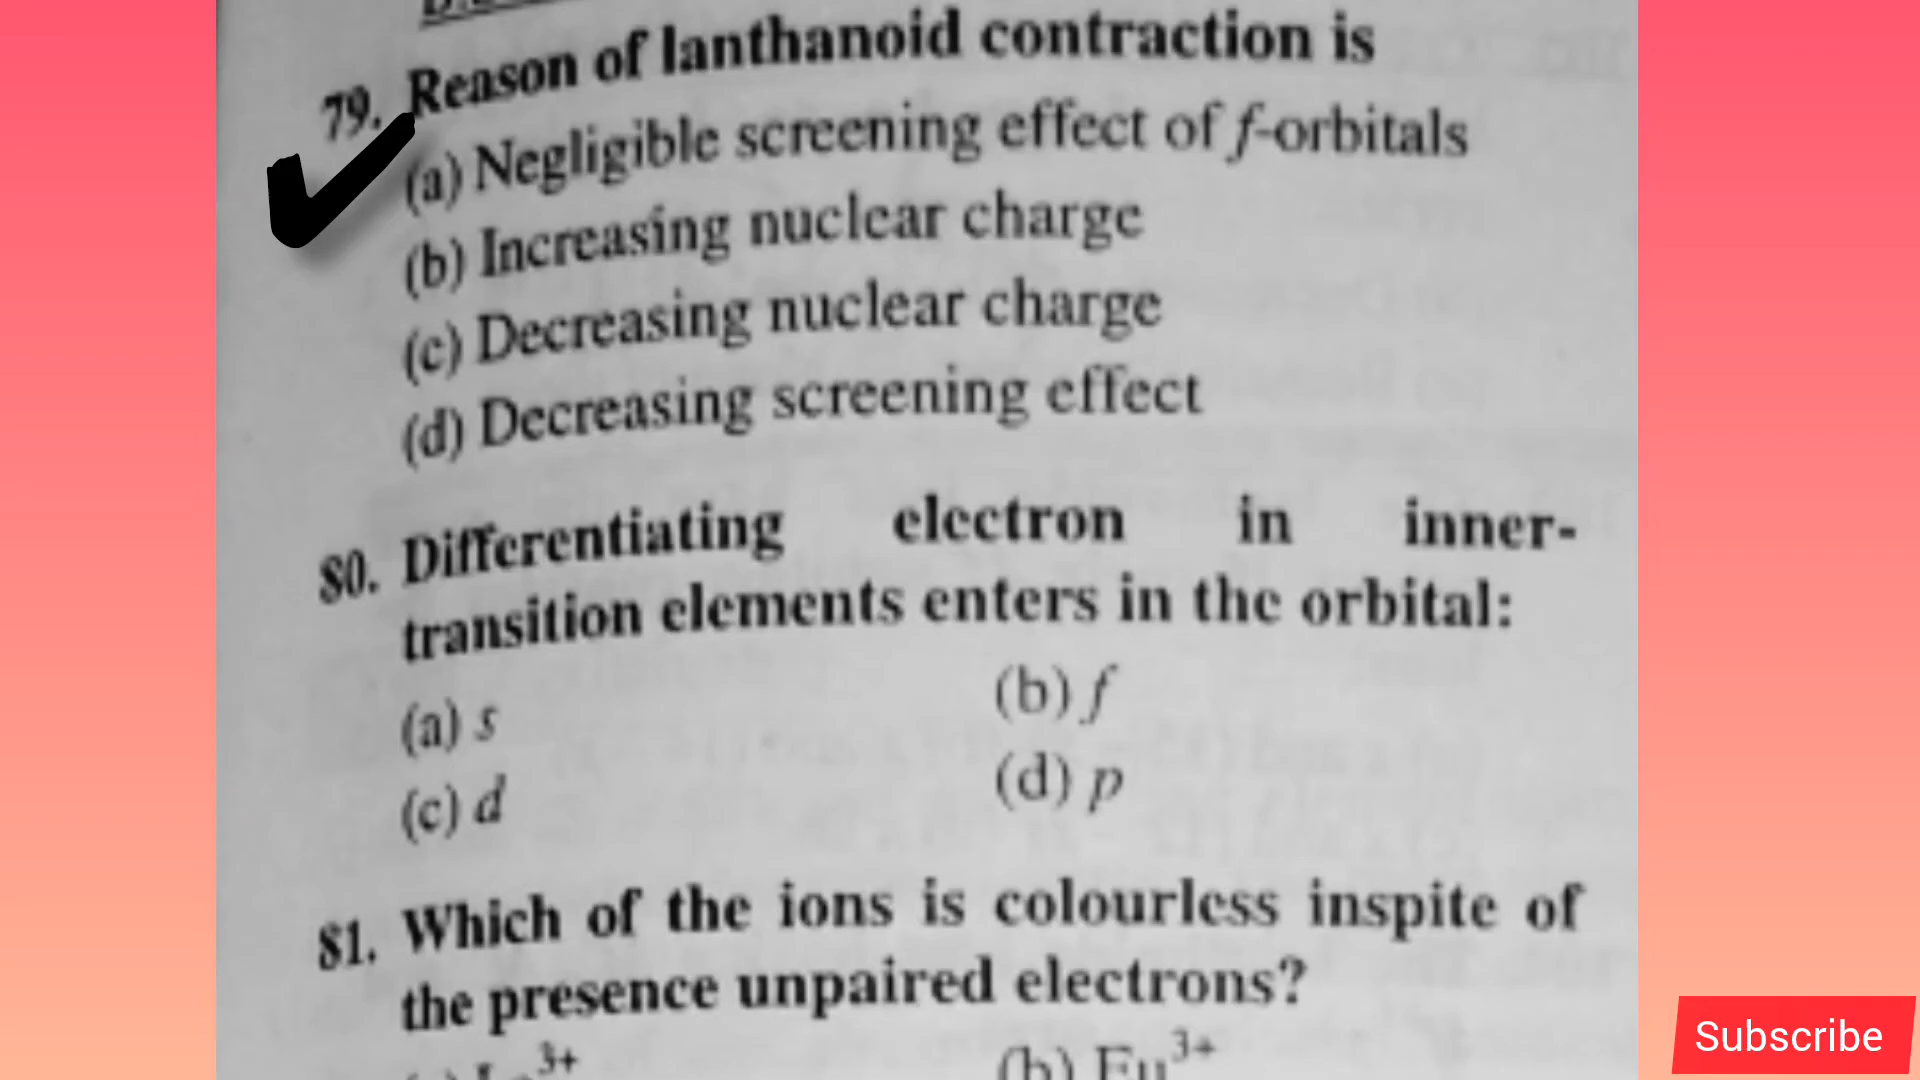 79. Reason of lanthanoid contraction is
(a) Negligible screening effect of f-orbitals
(b) Increasing nuclear charge
(c) Decreasing nuclear charge
(d) Decreasing screening effect
80. Differentiating electron in inner-
transition elements enters in the orbital:
(a) s (b) f
(c) d (d) p
81. Which of the ions is colourless inspite of
the presence unpaired electrons?
3+ (b) Eu3+
Subscribe